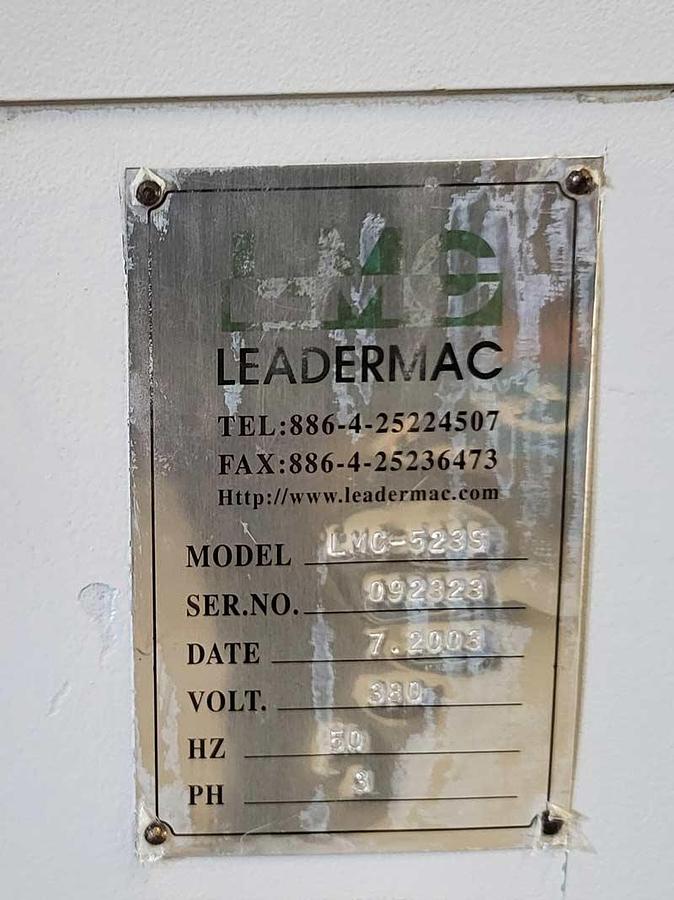 LMC
LEADERMAC
TEL:886-4-25224507
FAX:886-4-25236473
Http://www.leadermac.com
MODEL LMC-523S
SER.NO. 092323
DATE 7.2003
VOLT. 380
HZ 50
PH 3